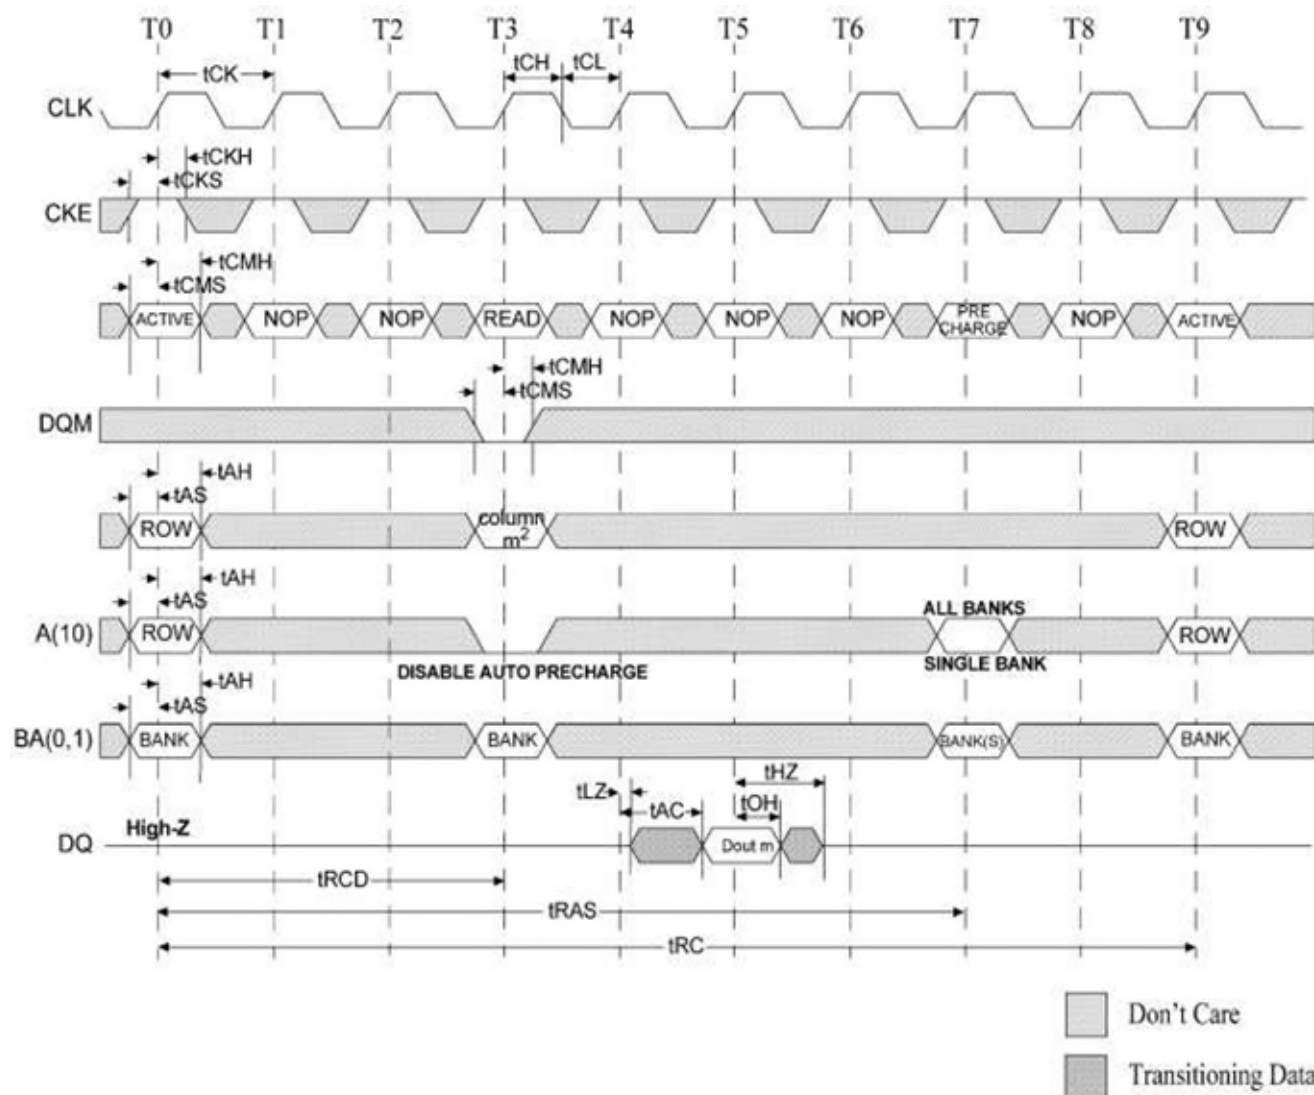 T0 T1 T2 T3 T4 T5 T6 T7 T8 T9
tCK tCH tCL
CLK
tCKH
tCKS
CKE
tCMH
tCMS
ACTIVE NOP NOP READ NOP NOP NOP PRE CHARGE NOP ACTIVE
tCMH
tCMS
DQM
tAH
tAS
ROW column m² ROW
tAH
tAS
ALL BANKS
A(10) ROW ROW
DISABLE AUTO PRECHARGE SINGLE BANK
tAH
tAS
BA(0,1) BANK BANK BANK(S) BANK
tHZ
tLZ tAC tOH
High-Z
DQ Dout m
tRCD
tRAS
tRC
Don't Care
Transitioning Data